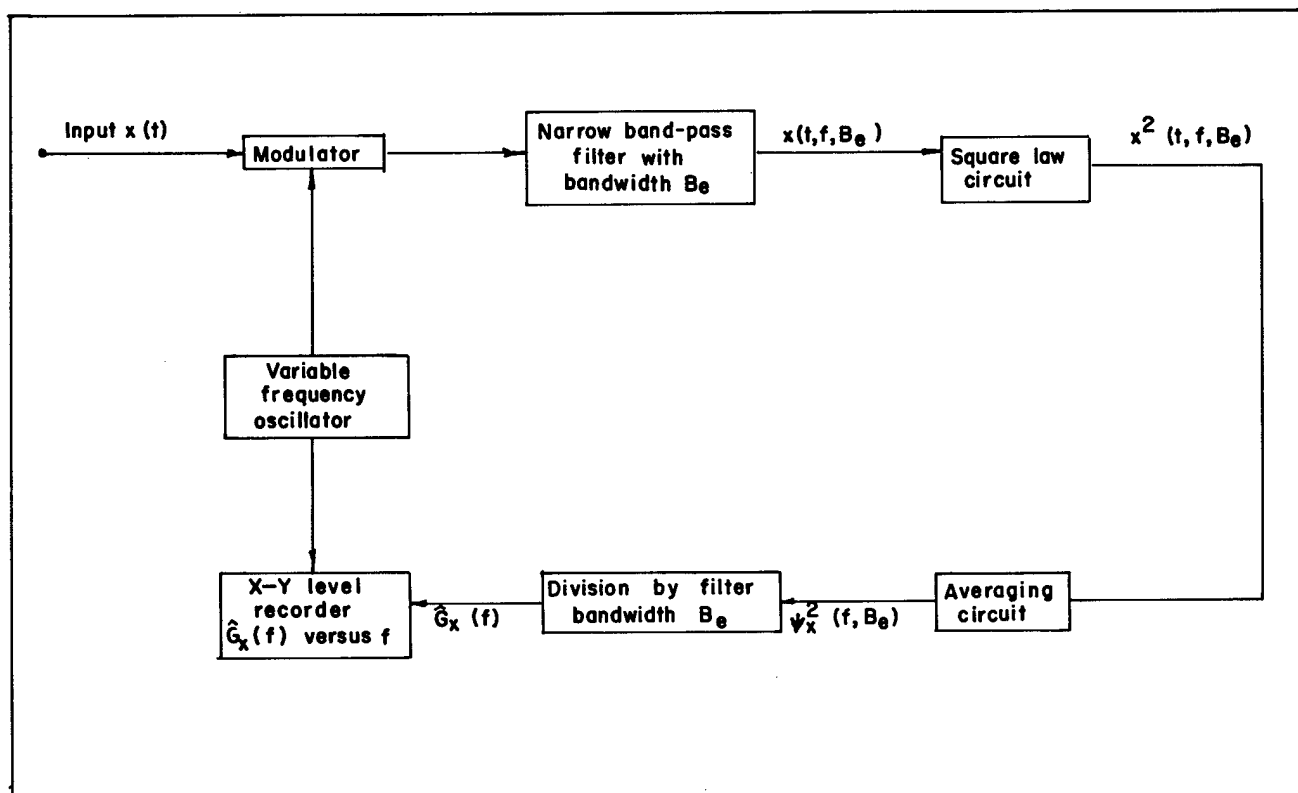 Input x (t)
Modulator
Narrow band-pass
filter with
bandwidth Be
x(t,f,Be)
Square law
circuit
x² (t, f, Be)
Variable
frequency
oscillator
X-Y level
recorder
Ĝx(f) versus f
Ĝx (f)
Division by filter
bandwidth Be
ψx² (f, Be)
Averaging
circuit